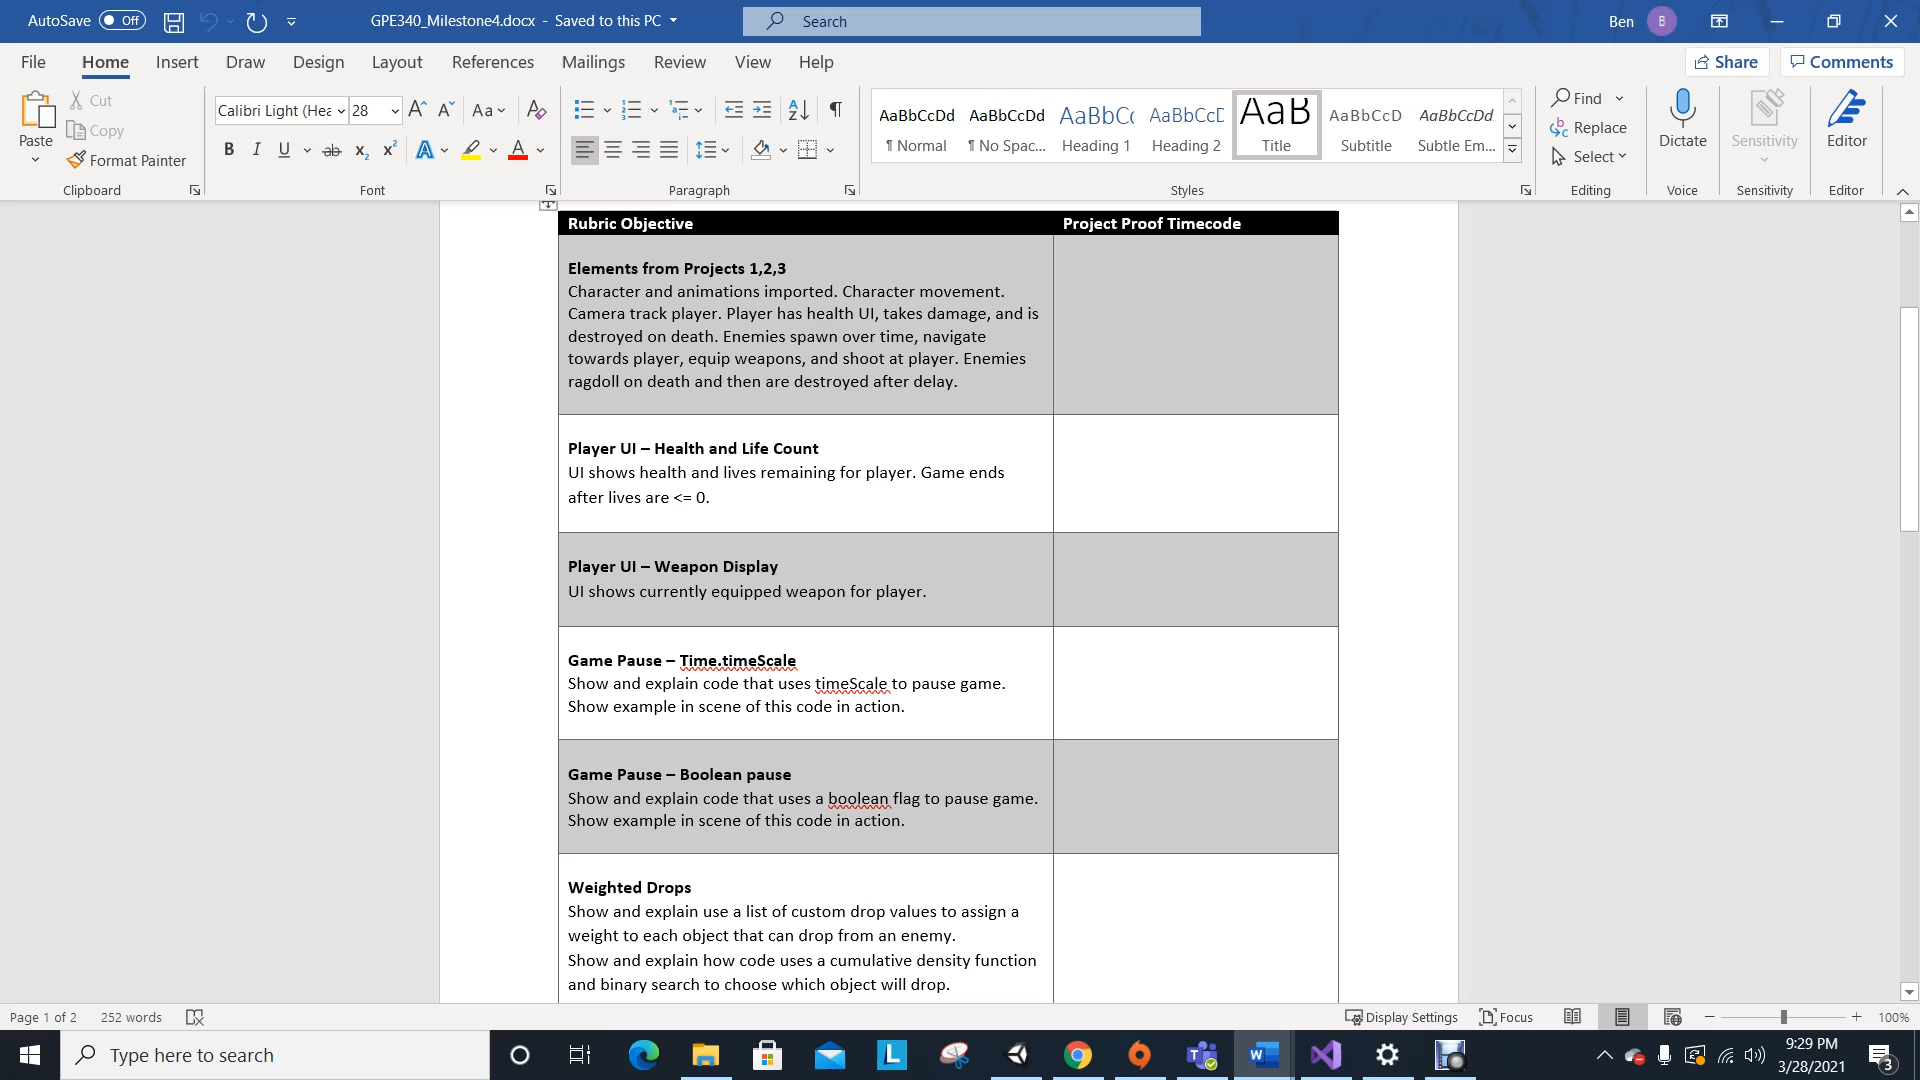 AutoSave Off GPE340_Milestone4.docx - Saved to this PC Search Ben B
File Home Insert Draw Design Layout References Mailings Review View Help Share Comments
Paste
Cut
Copy
Format Painter
Clipboard
Calibri Light (Hea 28
Font
Paragraph
AaBbCcDd ¶ Normal
AaBbCcDd ¶ No Spac...
AaBbCc Heading 1
AaBbCcD Heading 2
AaB Title
AaBbCcD Subtitle
AaBbCcDd Subtle Em...
Styles
Find
Replace
Select
Editing
Dictate
Voice
Sensitivity
Sensitivity
Editor
Editor
Rubric Objective Project Proof Timecode
Elements from Projects 1,2,3
Character and animations imported. Character movement.
Camera track player. Player has health UI, takes damage, and is
destroyed on death. Enemies spawn over time, navigate
towards player, equip weapons, and shoot at player. Enemies
ragdoll on death and then are destroyed after delay.
Player UI – Health and Life Count
UI shows health and lives remaining for player. Game ends
after lives are <= 0.
Player UI – Weapon Display
UI shows currently equipped weapon for player.
Game Pause – Time.timeScale
Show and explain code that uses timeScale to pause game.
Show example in scene of this code in action.
Game Pause – Boolean pause
Show and explain code that uses a boolean flag to pause game.
Show example in scene of this code in action.
Weighted Drops
Show and explain use a list of custom drop values to assign a
weight to each object that can drop from an enemy.
Show and explain how code uses a cumulative density function
and binary search to choose which object will drop.
Page 1 of 2 252 words Display Settings Focus 100%
Type here to search
9:29 PM
3/28/2021
3